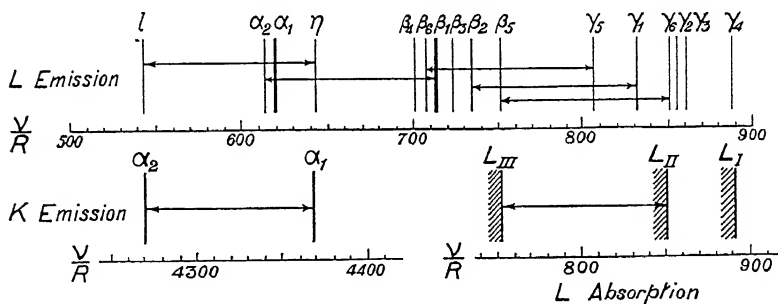 l α₂ α₁ η β₄ β₆ β₁ β₃ β₂ β₅ γ₅ γ₁ γ₆ γ₂ γ₃ γ₄
L Emission
ν/R 500 600 700 800 900
α₂ α₁ L_III L_II L_I
K Emission
ν/R 4300 4400 ν/R 800 900
L Absorption